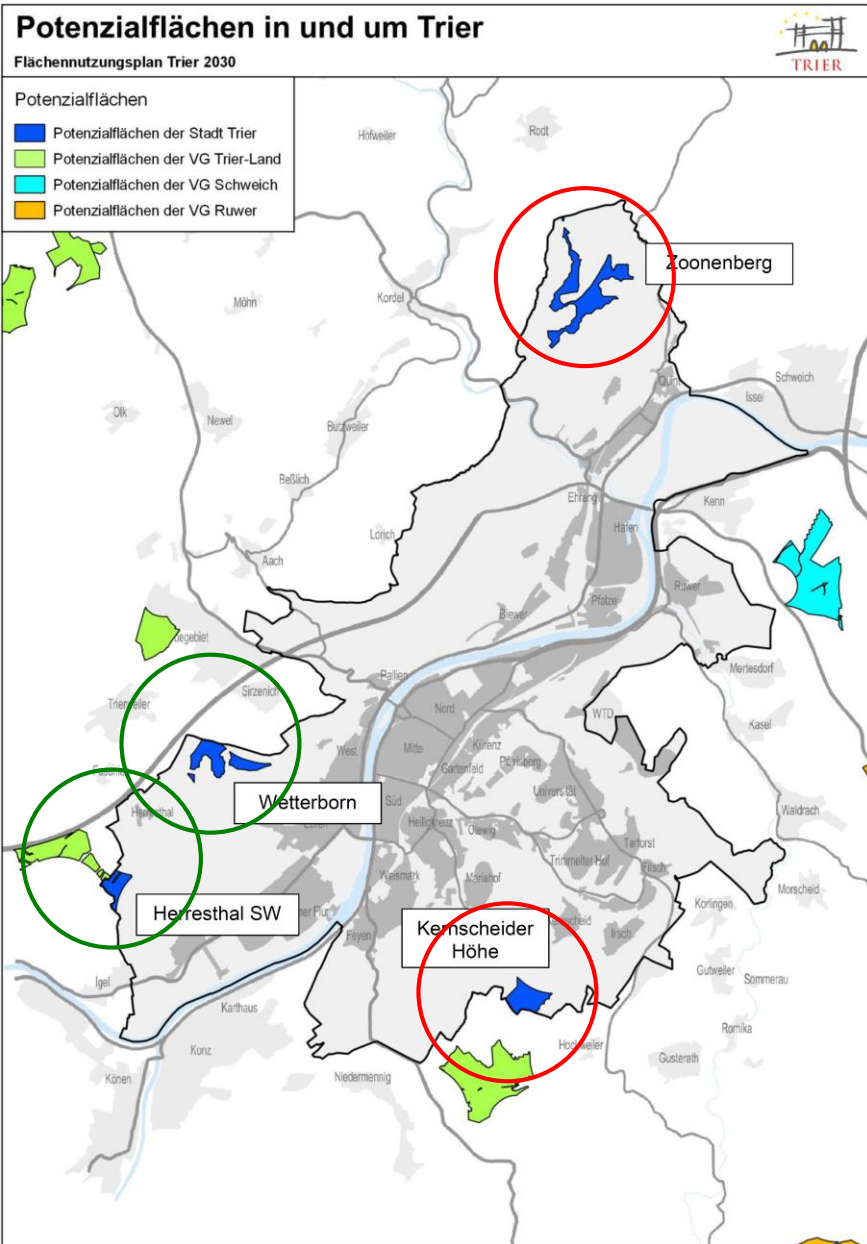 Potenzialflächen in und um Trier
Flächennutzungsplan Trier 2030
TRIER
Potenzialflächen
Potenzialflächen der Stadt Trier
Potenzialflächen der VG Trier-Land
Potenzialflächen der VG Schweich
Potenzialflächen der VG Ruwer
Hofweiler
Rodt
Zoonenberg
Möhn
Kordel
Quint
Schweich
Issel
Olk
Newel
Butzweiler
Beßlich
Ehrang
Kenn
Lorich
Hafen
Aach
Pfalzel
Ruwer
Biewer
Mertesdorf
Pallien
Sirzenich
Nord
WTD
Kasel
West
Mitte
Kürenz
Gartenfeld
Petrisberg
Universität
Wetterborn
Süd
Heiligkreuz
Olewig
Herresthal
Waldrach
Tarforst
Trimmelter Hof
Filsch
Weismark
Mariahof
Morscheid
Korlingen
Herresthal SW
Kernscheider
Höhe
Feyen
Irsch
Gutweiler
Sommerau
Igel
Karthaus
Romika
Konz
Gusterath
Könen
Niedermennig